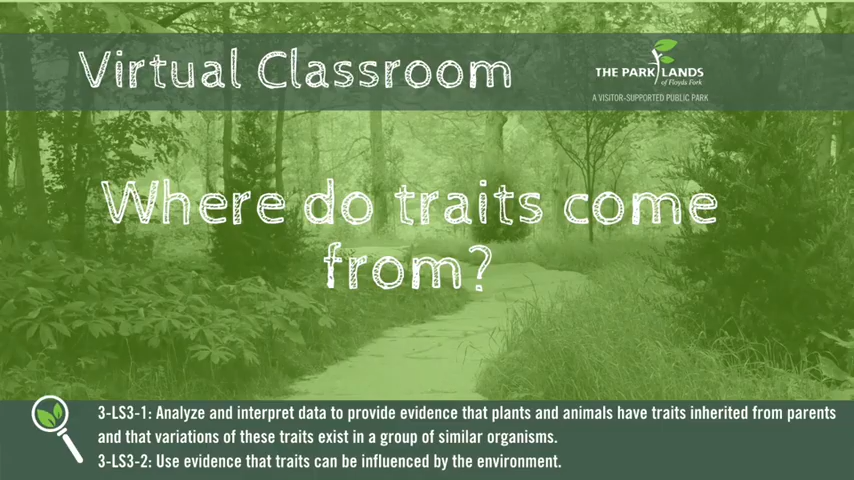 Virtual Classroom
THE PARKLANDS
of Floyds Fork
A VISITOR-SUPPORTED PUBLIC PARK
Where do traits come
from?
3-LS3-1: Analyze and interpret data to provide evidence that plants and animals have traits inherited from parents
and that variations of these traits exist in a group of similar organisms.
3-LS3-2: Use evidence that traits can be influenced by the environment.